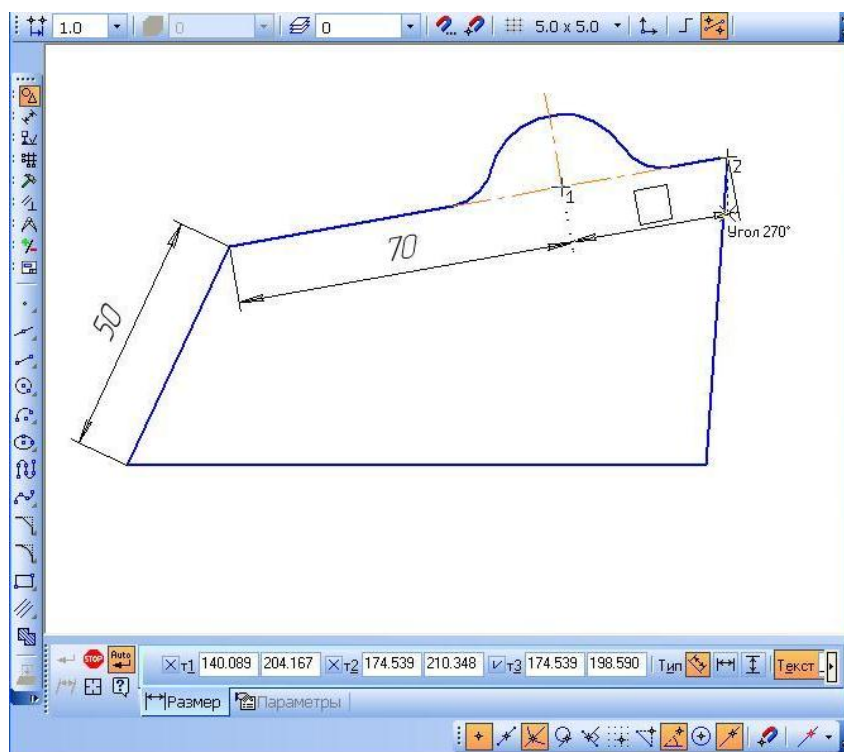 1.0 0 0 5.0 x 5.0
2
1
Угол 270°
70
50
STOP Auto т1 140.089 204.167 т2 174.539 210.348 т3 174.539 198.590 Тип Текст
Размер Параметры